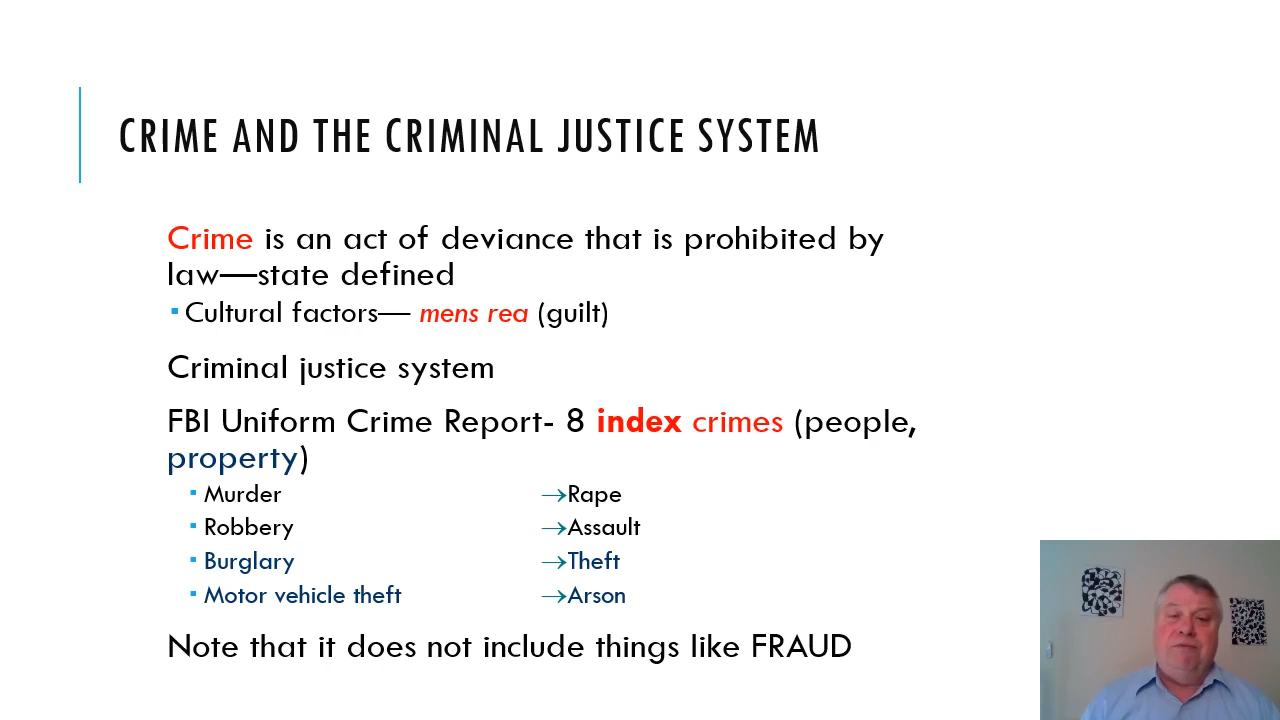 CRIME AND THE CRIMINAL JUSTICE SYSTEM
Crime is an act of deviance that is prohibited by
law—state defined
▪ Cultural factors— mens rea (guilt)
Criminal justice system
FBI Uniform Crime Report- 8 index crimes (people,
property)
▪ Murder →Rape
▪ Robbery →Assault
▪ Burglary →Theft
▪ Motor vehicle theft →Arson
Note that it does not include things like FRAUD